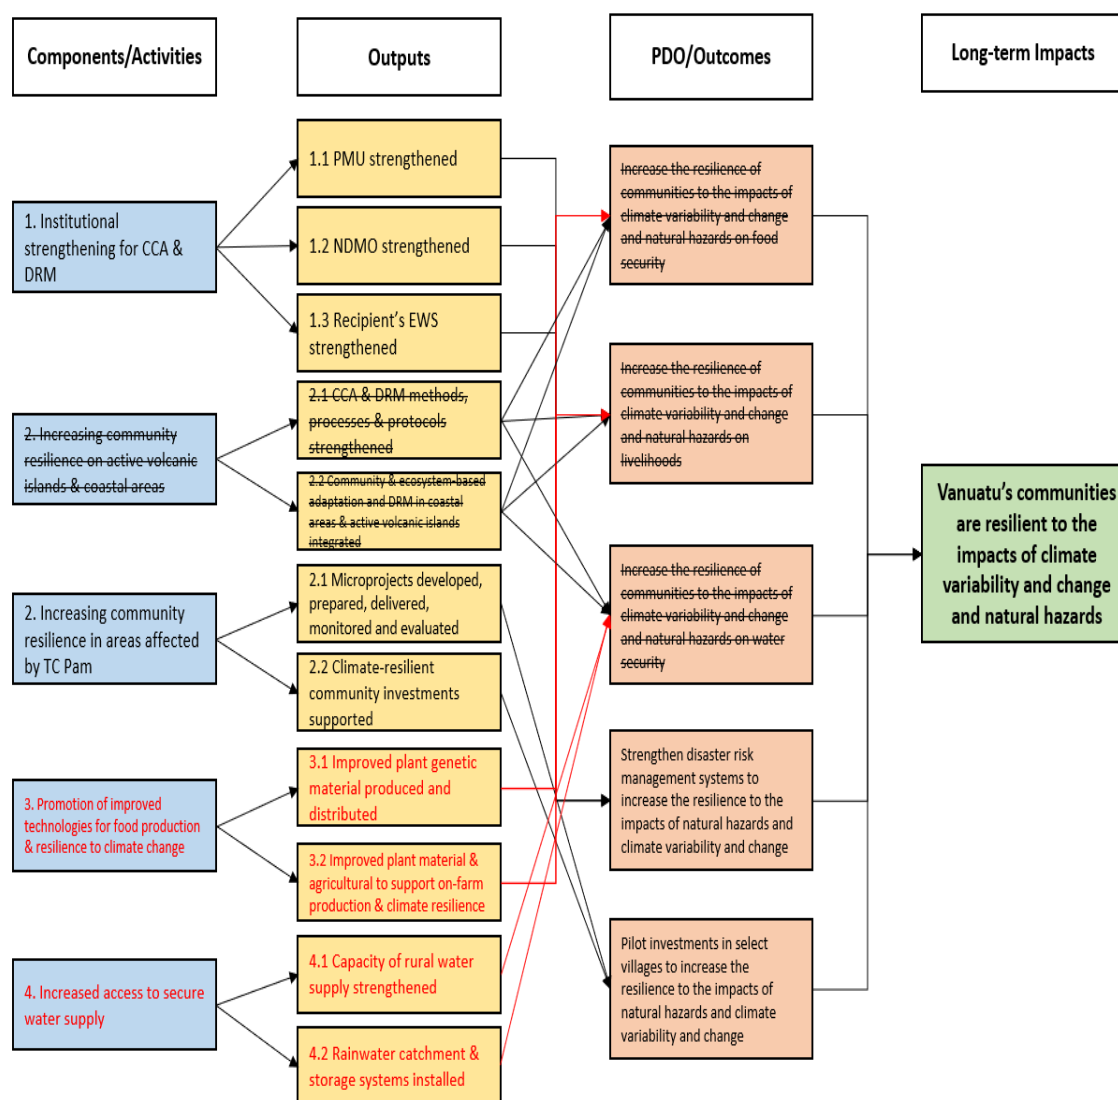 Components/Activities
Outputs
PDO/Outcomes
Long-term Impacts
1. Institutional
strengthening for CCA &
DRM
2. Increasing community
resilience on active volcanic
islands & coastal areas
2. Increasing community
resilience in areas affected
by TC Pam
3. Promotion of improved
technologies for food production
& resilience to climate change
4. Increased access to secure
water supply
1.1 PMU strengthened
1.2 NDMO strengthened
1.3 Recipient's EWS
strengthened
2.1 CCA & DRM methods,
processes & protocols
strengthened
2.2 Community & ecosystem-based
adaptation and DRM in coastal
areas & active volcanic islands
integrated
2.1 Microprojects developed,
prepared, delivered,
monitored and evaluated
2.2 Climate-resilient
community investments
supported
3.1 Improved plant genetic
material produced and
distributed
3.2 Improved plant material &
agricultural to support on-farm
production & climate resilience
4.1 Capacity of rural water
supply strengthened
4.2 Rainwater catchment &
storage systems installed
Increase the resilience of
communities to the impacts of
climate variability and change
and natural hazards on food
security
Increase the resilience of
communities to the impacts of
climate variability and change
and natural hazards on
livelihoods
Increase the resilience of
communities to the impacts of
climate variability and change
and natural hazards on water
security
Strengthen disaster risk
management systems to
increase the resilience to the
impacts of natural hazards and
climate variability and change
Pilot investments in select
villages to increase the
resilience to the impacts of
natural hazards and climate
variability and change
Vanuatu's communities
are resilient to the
impacts of climate
variability and change
and natural hazards